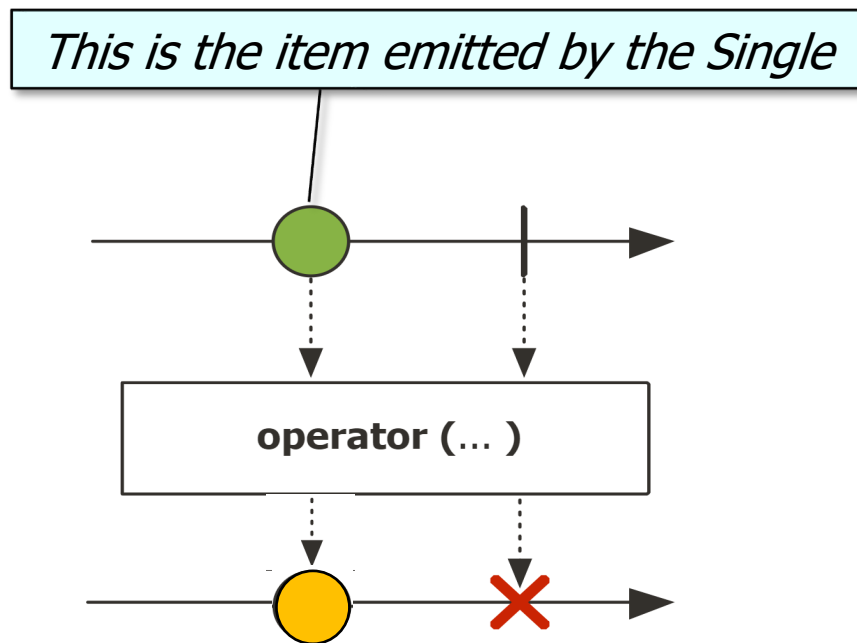 This is the item emitted by the Single
operator (... )